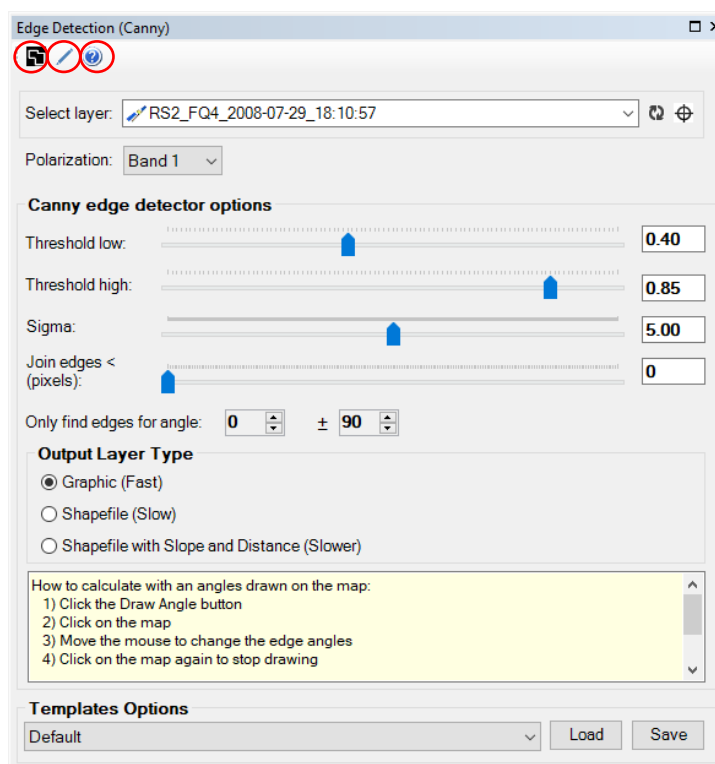 Edge Detection (Canny)
Select layer: RS2_FQ4_2008-07-29_18:10:57
Polarization: Band 1
Canny edge detector options
Threshold low: 0.40
Threshold high: 0.85
Sigma: 5.00
Join edges <
(pixels): 0
Only find edges for angle: 0 ± 90
Output Layer Type
Graphic (Fast)
Shapefile (Slow)
Shapefile with Slope and Distance (Slower)
How to calculate with an angles drawn on the map:
1) Click the Draw Angle button
2) Click on the map
3) Move the mouse to change the edge angles
4) Click on the map again to stop drawing
Templates Options
Default Load Save